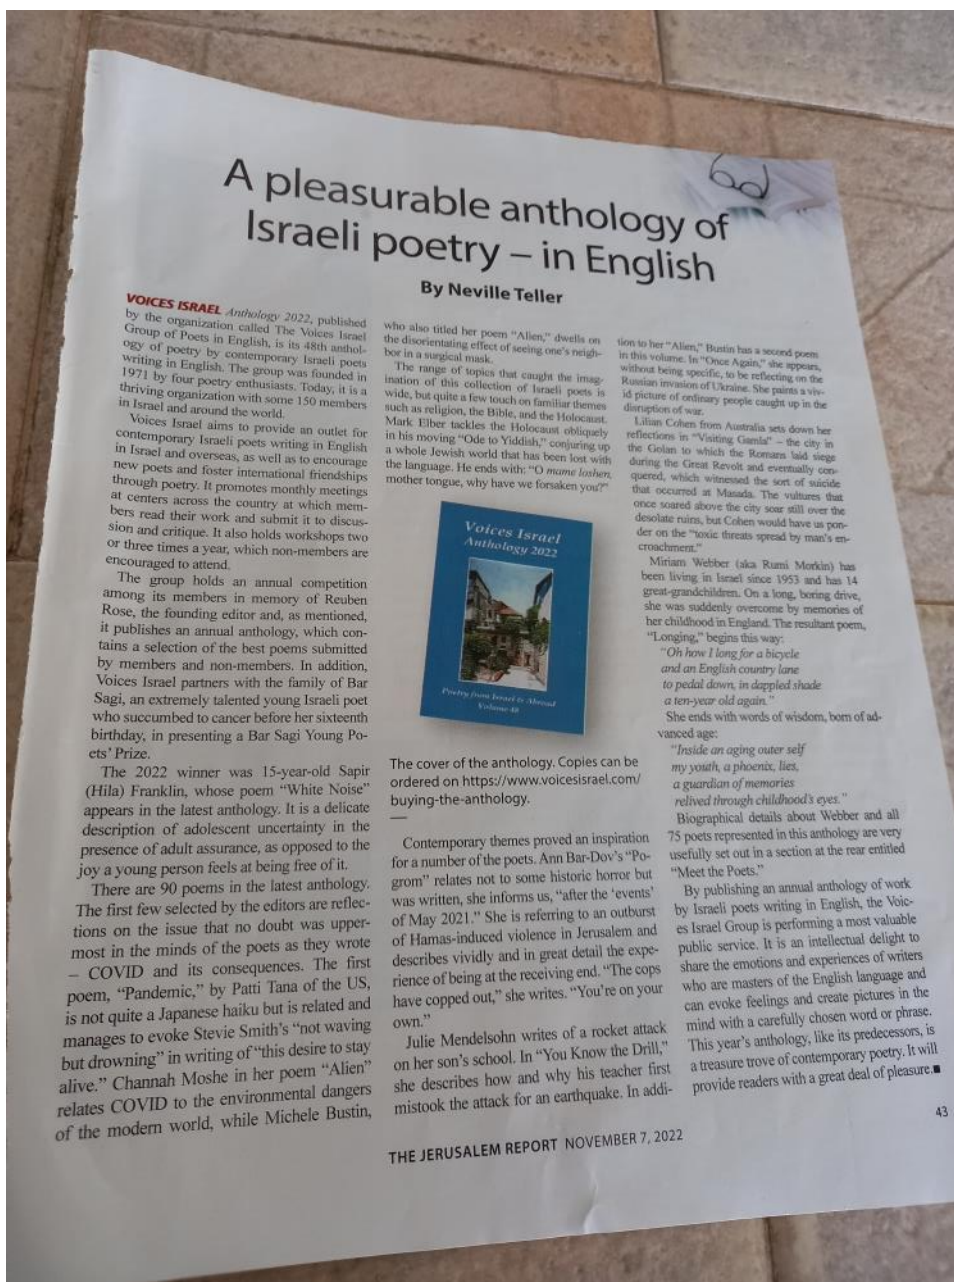 A pleasurable anthology of
Israeli poetry – in English
By Neville Teller
VOICES ISRAEL Anthology 2022, published
by the organization called The Voices Israel
Group of Poets in English, is its 48th anthol-
ogy of poetry by contemporary Israeli poets
writing in English. The group was founded in
1971 by four poetry enthusiasts. Today, it is a
thriving organization with some 150 members
in Israel and around the world.
Voices Israel aims to provide an outlet for
contemporary Israeli poets writing in English
in Israel and overseas, as well as to encourage
new poets and foster international friendships
through poetry. It promotes monthly meetings
at centers across the country at which mem-
bers read their work and submit it to discus-
sion and critique. It also holds workshops two
or three times a year, which non-members are
encouraged to attend.
The group holds an annual competition
among its members in memory of Reuben
Rose, the founding editor and, as mentioned,
it publishes an annual anthology, which con-
tains a selection of the best poems submitted
by members and non-members. In addition,
Voices Israel partners with the family of Bar
Sagi, an extremely talented young Israeli poet
who succumbed to cancer before her sixteenth
birthday, in presenting a Bar Sagi Young Po-
ets' Prize.
The 2022 winner was 15-year-old Sapir
(Hila) Franklin, whose poem "White Noise"
appears in the latest anthology. It is a delicate
description of adolescent uncertainty in the
presence of adult assurance, as opposed to the
joy a young person feels at being free of it.
There are 90 poems in the latest anthology.
The first few selected by the editors are reflec-
tions on the issue that no doubt was upper-
most in the minds of the poets as they wrote
– COVID and its consequences. The first
poem, "Pandemic," by Patti Tana of the US,
is not quite a Japanese haiku but is related and
manages to evoke Stevie Smith's "not waving
but drowning" in writing of "this desire to stay
alive." Channah Moshe in her poem "Alien"
relates COVID to the environmental dangers
of the modern world, while Michele Bustin,
who also titled her poem "Alien," dwells on
the disorientating effect of seeing one's neigh-
bor in a surgical mask.
The range of topics that caught the imag-
ination of this collection of Israeli poets is
wide, but quite a few touch on familiar themes
such as religion, the Bible, and the Holocaust.
Mark Elber tackles the Holocaust obliquely
in his moving "Ode to Yiddish," conjuring up
a whole Jewish world that has been lost with
the language. He ends with: "O mame loshen,
mother tongue, why have we forsaken you?"
Voices Israel
Anthology 2022
Poetry from Israel & Abroad
Volume 48
The cover of the anthology. Copies can be
ordered on https://www.voicesisrael.com/
buying-the-anthology.
Contemporary themes proved an inspiration
for a number of the poets. Ann Bar-Dov's "Po-
grom" relates not to some historic horror but
was written, she informs us, "after the 'events'
of May 2021." She is referring to an outburst
of Hamas-induced violence in Jerusalem and
describes vividly and in great detail the expe-
rience of being at the receiving end. "The cops
have copped out," she writes. "You're on your
own."
Julie Mendelsohn writes of a rocket attack
on her son's school. In "You Know the Drill,"
she describes how and why his teacher first
mistook the attack for an earthquake. In addi-
tion to her "Alien," Bustin has a second poem
in this volume. In "Once Again," she appears,
without being specific, to be reflecting on the
Russian invasion of Ukraine. She paints a viv-
id picture of ordinary people caught up in the
disruption of war.
Lilian Cohen from Australia sets down her
reflections in "Visiting Gamla" – the city in
the Golan to which the Romans laid siege
during the Great Revolt and eventually con-
quered, which witnessed the sort of suicide
that occurred at Masada. The vultures that
once soared above the city soar still over the
desolate ruins, but Cohen would have us pon-
der on the "toxic threats spread by man's en-
croachment."
Miriam Webber (aka Rumi Morkin) has
been living in Israel since 1953 and has 14
great-grandchildren. On a long, boring drive,
she was suddenly overcome by memories of
her childhood in England. The resultant poem,
"Longing," begins this way:
"Oh how I long for a bicycle
and an English country lane
to pedal down, in dappled shade
a ten-year old again."
She ends with words of wisdom, born of ad-
vanced age:
"Inside an aging outer self
my youth, a phoenix, lies,
a guardian of memories
relived through childhood's eyes."
Biographical details about Webber and all
75 poets represented in this anthology are very
usefully set out in a section at the rear entitled
"Meet the Poets."
By publishing an annual anthology of work
by Israeli poets writing in English, the Voic-
es Israel Group is performing a most valuable
public service. It is an intellectual delight to
share the emotions and experiences of writers
who are masters of the English language and
can evoke feelings and create pictures in the
mind with a carefully chosen word or phrase.
This year's anthology, like its predecessors, is
a treasure trove of contemporary poetry. It will
provide readers with a great deal of pleasure.■
THE JERUSALEM REPORT NOVEMBER 7, 2022
43